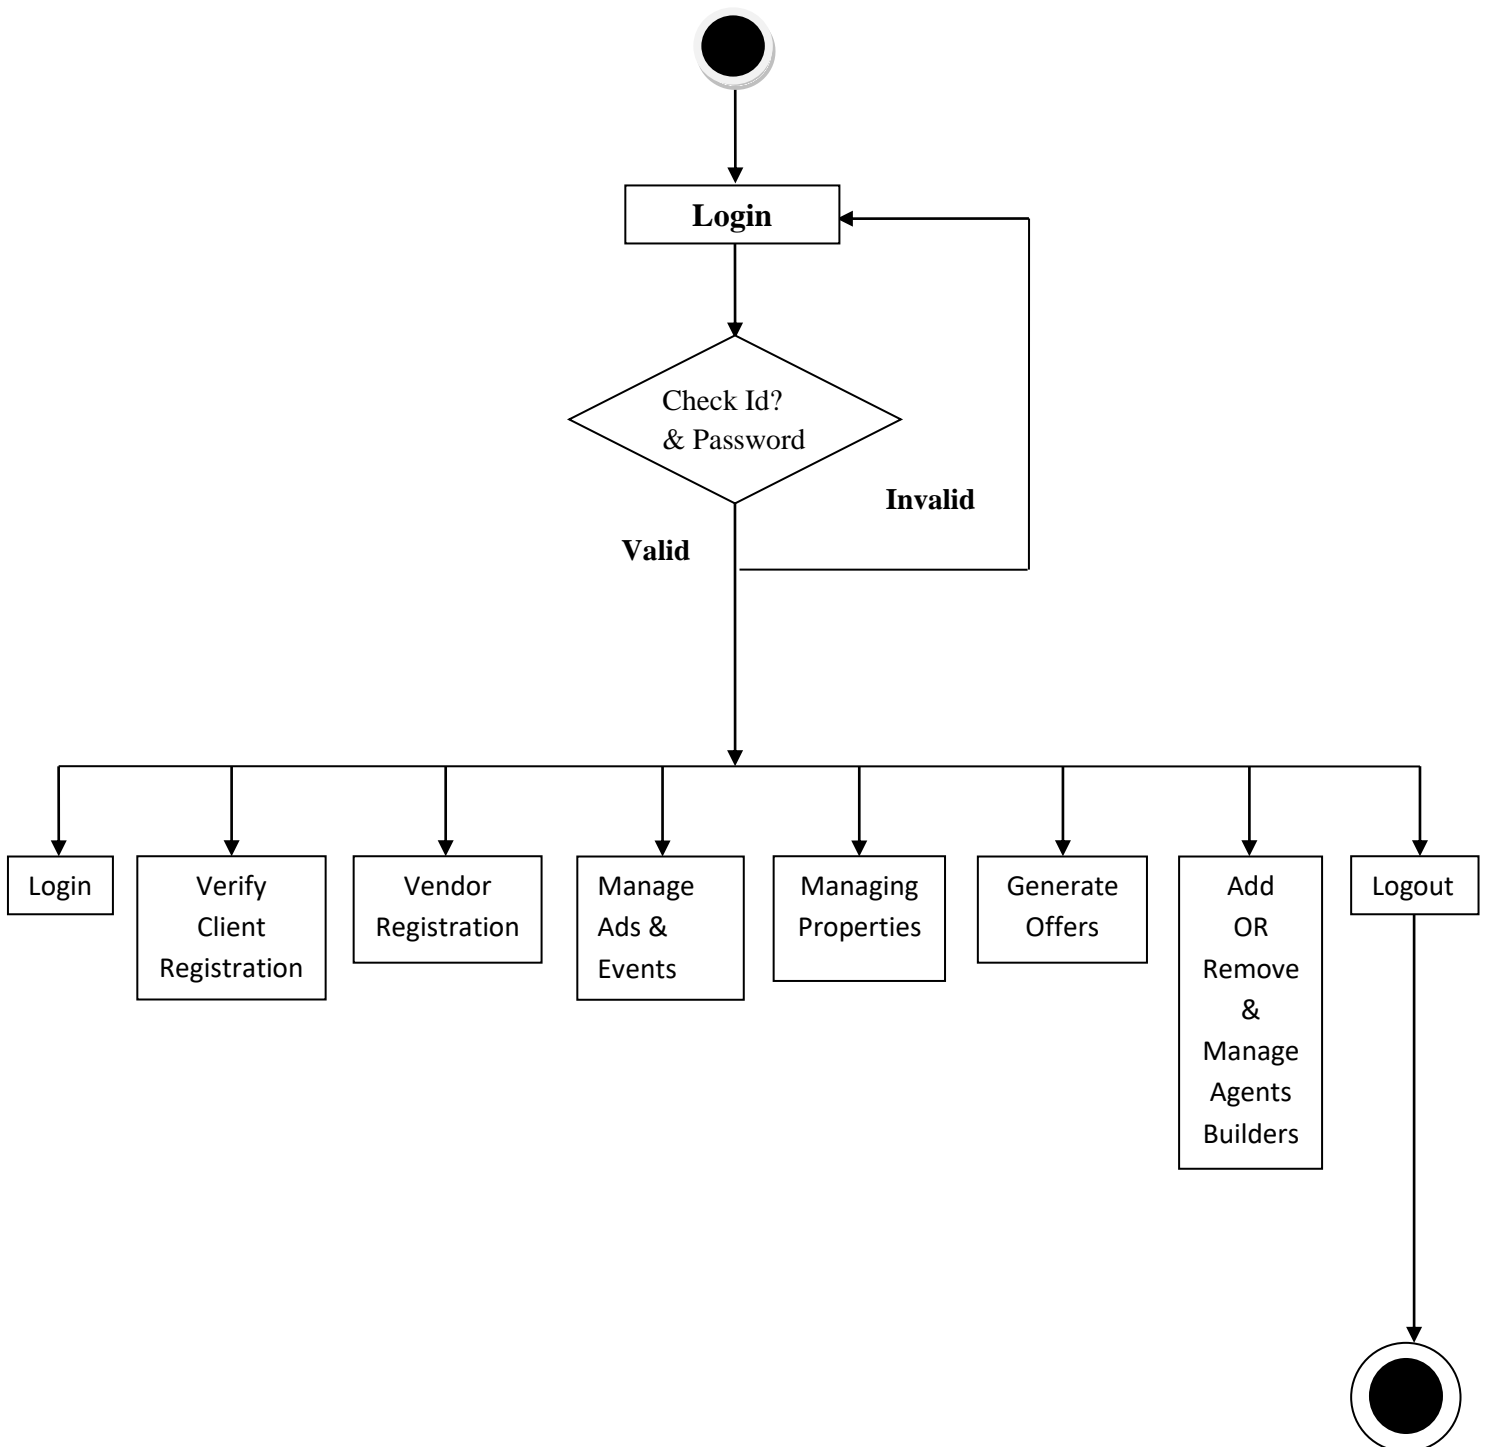 Login
Check Id?
& Password
Invalid
Valid
Login
Verify
Client
Registration
Vendor
Registration
Manage
Ads &
Events
Managing
Properties
Generate
Offers
Add
OR
Remove
&
Manage
Agents
Builders
Logout